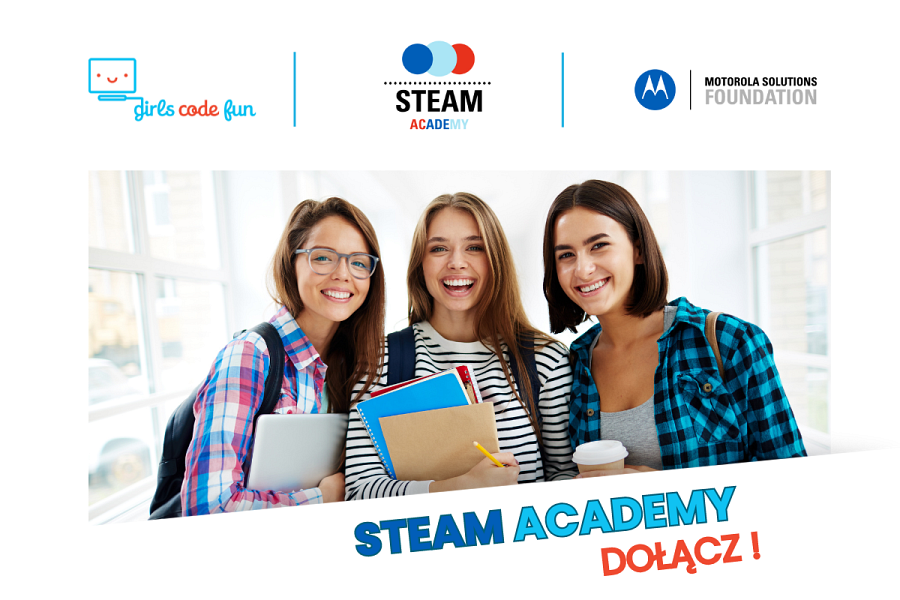 girls code fun
STEAM
ACADEMY
MOTOROLA SOLUTIONS
FOUNDATION
STEAM ACADEMY
DOŁĄCZ !